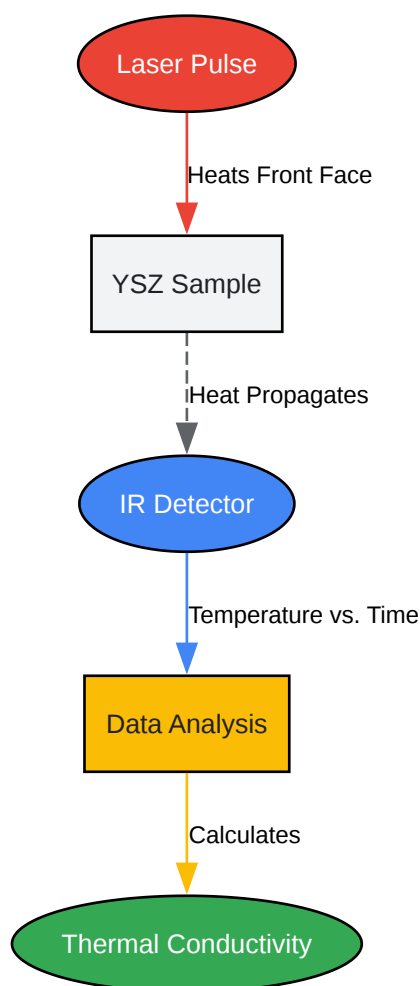 Laser Pulse
Heats Front Face
YSZ Sample
Heat Propagates
IR Detector
Temperature vs. Time
Data Analysis
Calculates
Thermal Conductivity